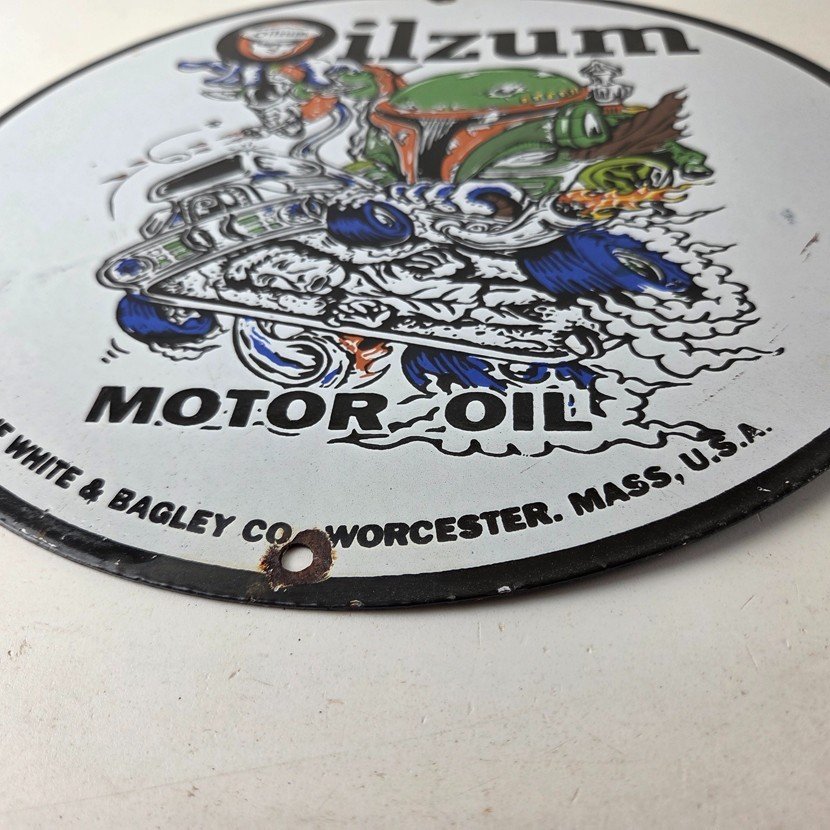 Oilzum
MOTOR OIL
WHITE & BAGLEY CO. WORCESTER. MASS, U.S.A.